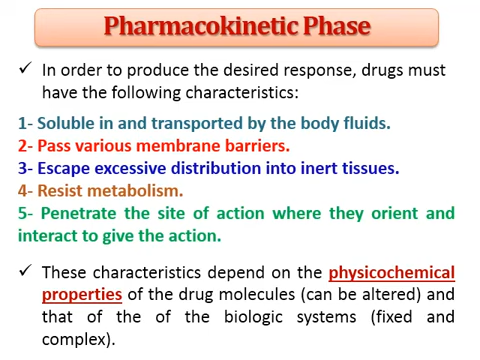 Pharmacokinetic Phase
✓ In order to produce the desired response, drugs must
have the following characteristics:
1- Soluble in and transported by the body fluids.
2- Pass various membrane barriers.
3- Escape excessive distribution into inert tissues.
4- Resist metabolism.
5- Penetrate the site of action where they orient and
interact to give the action.
✓ These characteristics depend on the physicochemical
properties of the drug molecules (can be altered) and
that of the of the biologic systems (fixed and
complex).